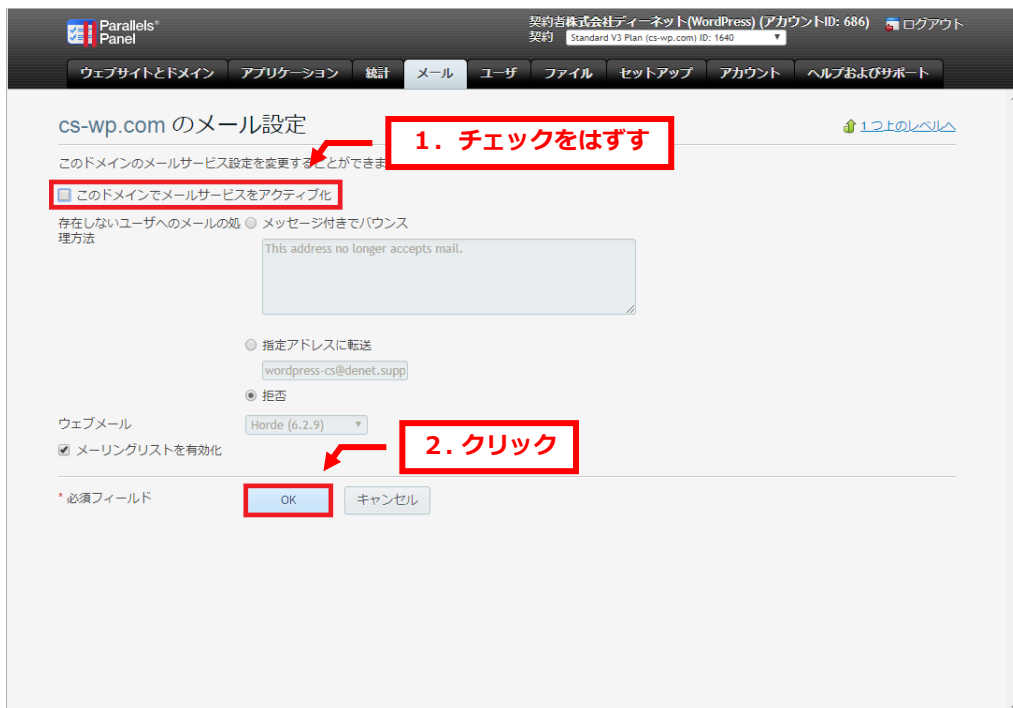 Parallels®
Panel
契約者株式会社ディーネット(WordPress) (アカウントID: 686) ログアウト
契約 Standard V3 Plan (cs-wp.com) ID: 1640
ウェブサイトとドメイン アプリケーション 統計 メール ユーザ ファイル セットアップ アカウント ヘルプおよびサポート
cs-wp.com のメール設定
1つ上のレベルへ
1．チェックをはずす
このドメインのメールサービス設定を変更することができま
このドメインでメールサービスをアクティブ化
存在しないユーザへのメールの処理方法
メッセージ付きでバウンス
This address no longer accepts mail.
指定アドレスに転送
wordpress-cs@denet.supp
拒否
ウェブメール Horde (6.2.9)
メーリングリストを有効化
2．クリック
* 必須フィールド OK キャンセル